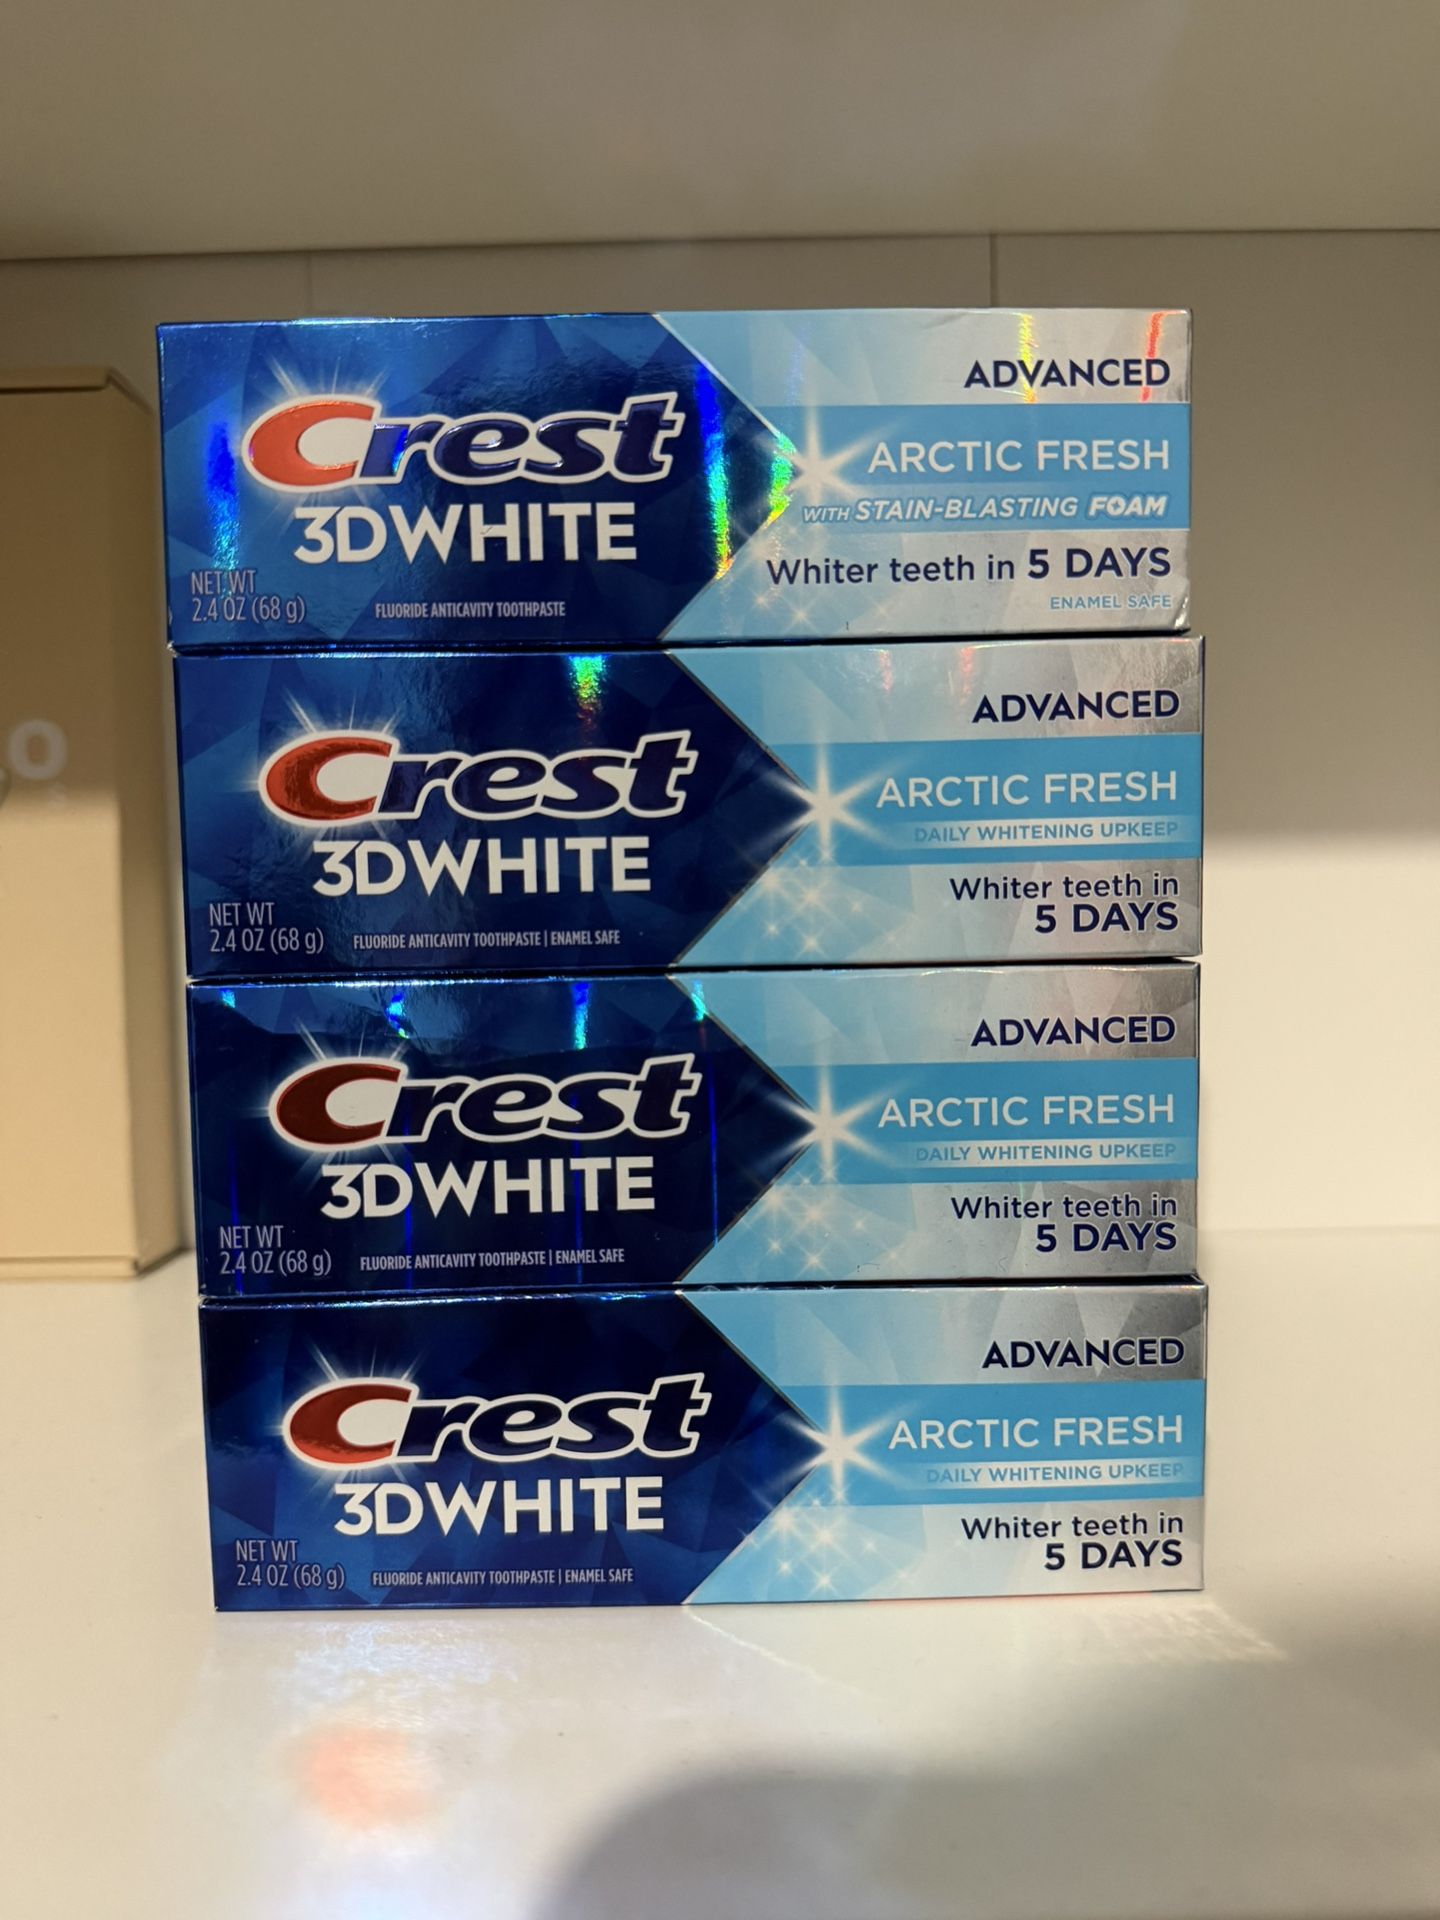 Crest
3DWHITE
NET WT
2.4 OZ (68 g)
FLUORIDE ANTICAVITY TOOTHPASTE
ADVANCED
ARCTIC FRESH
WITH STAIN-BLASTING FOAM
Whiter teeth in 5 DAYS
ENAMEL SAFE
Crest
3DWHITE
NET WT
2.4 OZ (68 g)
FLUORIDE ANTICAVITY TOOTHPASTE | ENAMEL SAFE
ADVANCED
ARCTIC FRESH
DAILY WHITENING UPKEEP
Whiter teeth in
5 DAYS
Crest
3DWHITE
NET WT
2.4 OZ (68 g)
FLUORIDE ANTICAVITY TOOTHPASTE | ENAMEL SAFE
ADVANCED
ARCTIC FRESH
DAILY WHITENING UPKEEP
Whiter teeth in
5 DAYS
Crest
3DWHITE
NET WT
2.4 OZ (68 g)
FLUORIDE ANTICAVITY TOOTHPASTE | ENAMEL SAFE
ADVANCED
ARCTIC FRESH
DAILY WHITENING UPKEEP
Whiter teeth in
5 DAYS